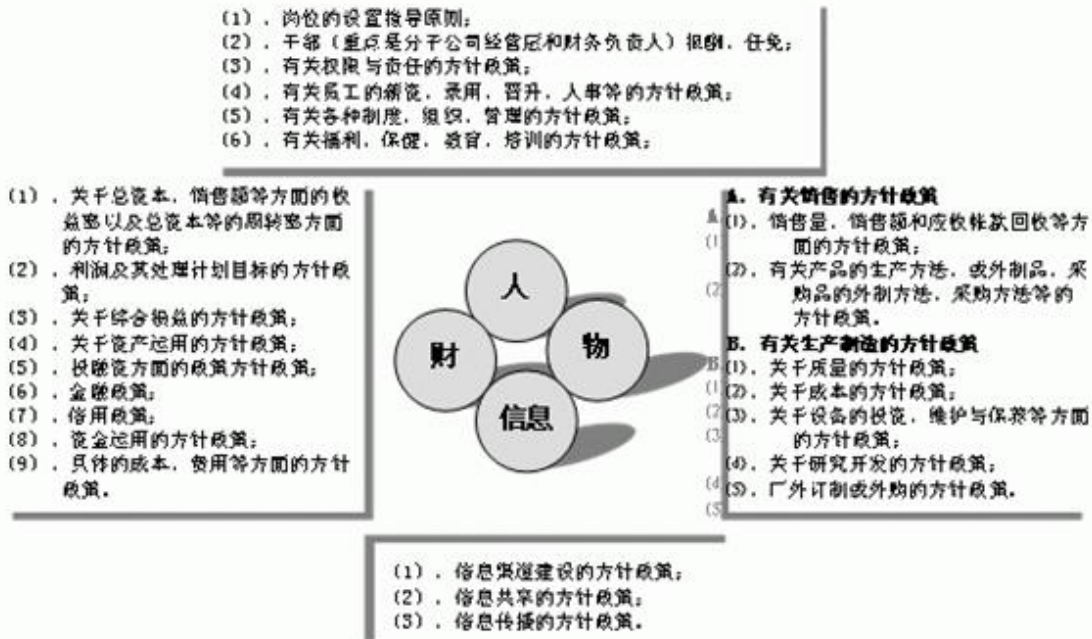 (1)．岗位的设置指导原则；
(2)．干部（重点是分子公司经营层和财务负责人）报酬、任免；
(3)．有关权限与责任的方针政策；
(4)．有关员工的薪资、录用、晋升、人事等的方针政策；
(5)．有关各种制度、组织、管理的方针政策；
(6)．有关福利、保健、教育、培训的方针政策；
(1)．关于总资本、销售额等方面的收
益率以及总资本等的周转率方面
的方针政策；
(2)．利润及其处理计划目标的方针政
策；
(3)．关于综合损益的方针政策；
(4)．关于资产运用的方针政策；
(5)．投融资方面的政策方针政策；
(6)．金融政策；
(7)．信用政策；
(8)．资金运用的方针政策；
(9)．具体的成本、费用等方面的方针
政策。
人
财
物
信息
A．有关销售的方针政策
(1)．销售量、销售额和应收帐款回收等方
面的方针政策；
(2)．有关产品的生产方法、或外制品、采
购品的外制方法、采购方法等的
方针政策。
B．有关生产制造的方针政策
(1)．关于质量的方针政策；
(2)．关于成本的方针政策；
(3)．关于设备的投资、维护与保养等方面
的方针政策；
(4)．关于研究开发的方针政策；
(5)．厂外订制或外购的方针政策。
(1)．信息渠道建设的方针政策；
(2)．信息共享的方针政策；
(3)．信息传播的方针政策。